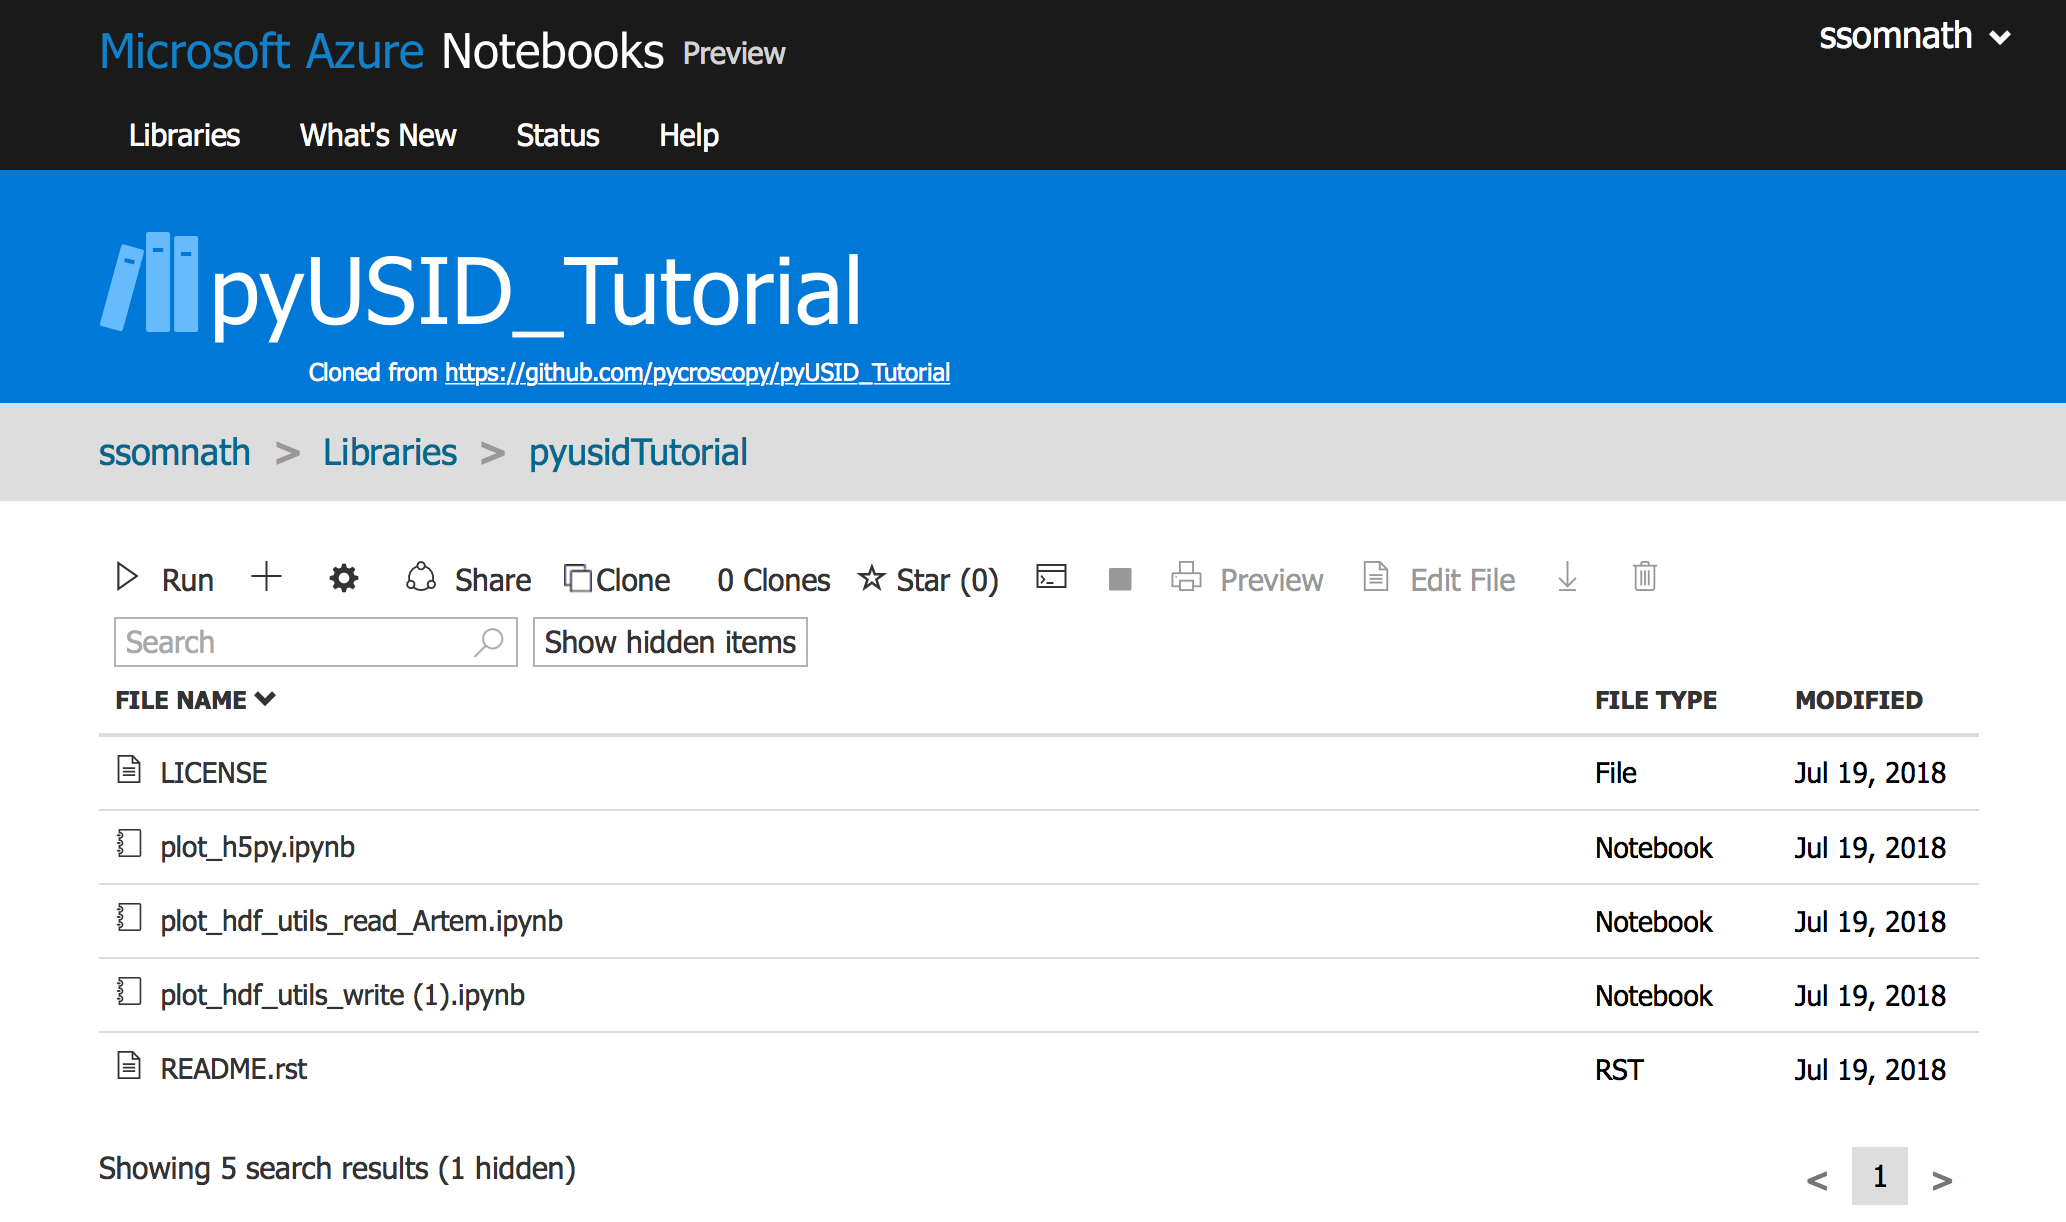 Microsoft Azure Notebooks Preview
ssomnath
Libraries What's New Status Help
pyUSID_Tutorial
Cloned from https://github.com/pycroscopy/pyUSID_Tutorial
ssomnath > Libraries > pyusidTutorial
Run Share Clone 0 Clones Star (0) Preview Edit File
Search Show hidden items
FILE NAME FILE TYPE MODIFIED
LICENSE File Jul 19, 2018
plot_h5py.ipynb Notebook Jul 19, 2018
plot_hdf_utils_read_Artem.ipynb Notebook Jul 19, 2018
plot_hdf_utils_write (1).ipynb Notebook Jul 19, 2018
README.rst RST Jul 19, 2018
Showing 5 search results (1 hidden)
< 1 >